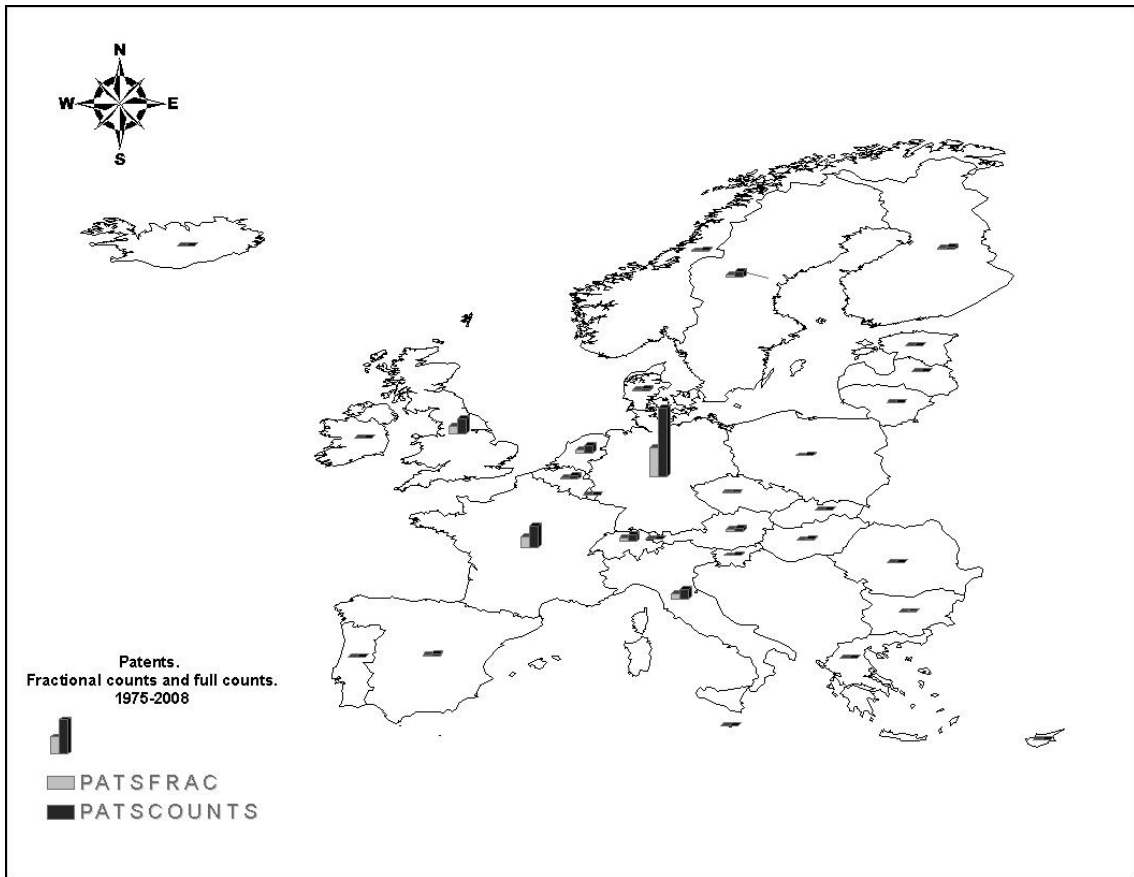 N
W E
S
Patents.
Fractional counts and full counts.
1975-2008
PATSFRAC
PATSCOUNTS